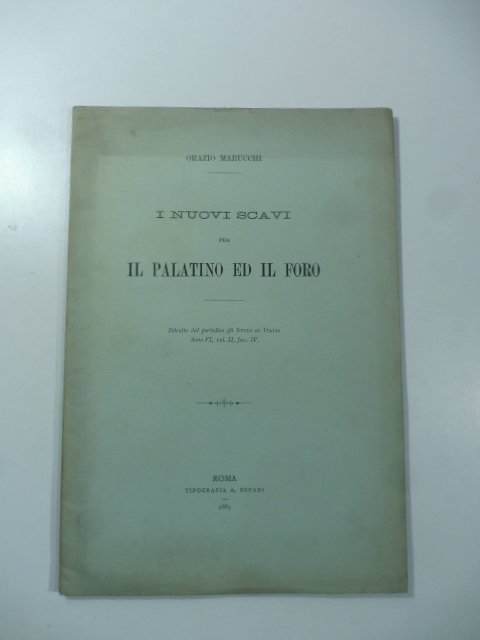 ORAZIO MARUCCHI
I NUOVI SCAVI
FRA
IL PALATINO ED IL FORO
Estratto dal periodico gli STUDI IN ITALIA
Anno VI, vol. II, fasc. IV.
ROMA
TIPOGRAFIA A. BEFANI
1883